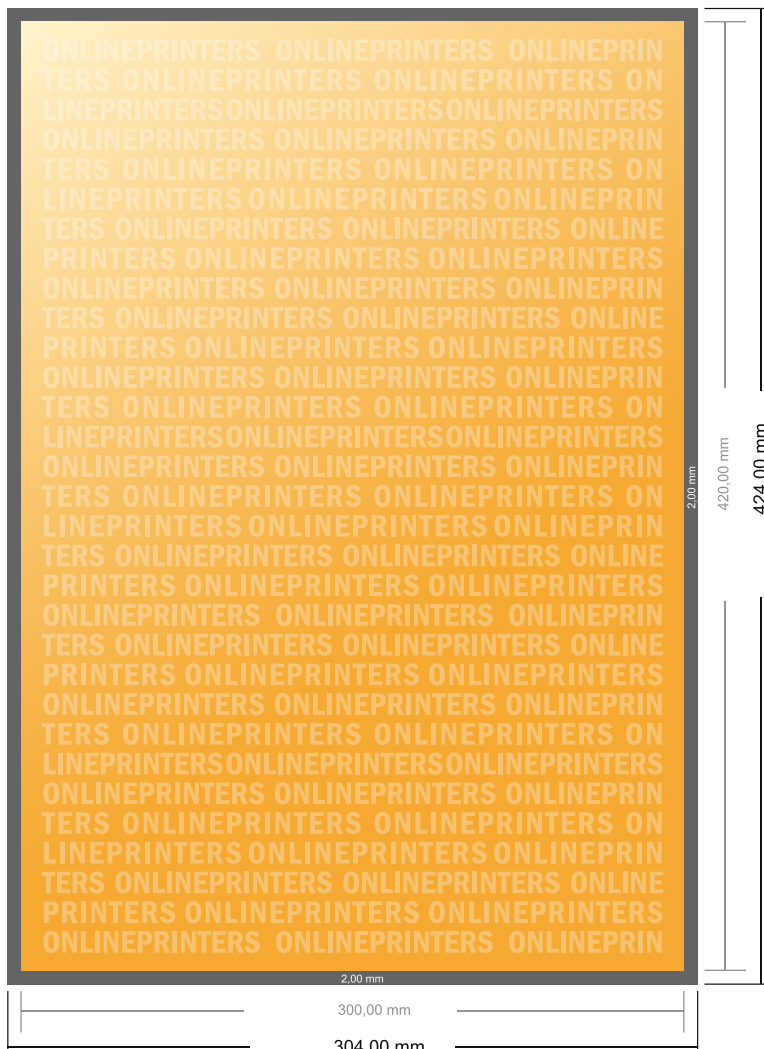 ONLINEPRINTERS ONLINEPRINTERS ONLINEPRIN
TERS ONLINEPRINTERS ONLINEPRINTERS ON
LINEPRINTERSONLINEPRINTERSONLINEPRINTERS
ONLINEPRINTERS ONLINEPRINTERS ONLINEPRIN
TERS ONLINEPRINTERS ONLINEPRINTERS ON
LINEPRINTERS ONLINEPRINTERS ONLINEPRIN
TERS ONLINEPRINTERS ONLINEPRINTERS ONLINE
PRINTERS ONLINEPRINTERS ONLINEPRINTERS
ONLINEPRINTERS ONLINEPRINTERS ONLINEPRIN
TERS ONLINEPRINTERS ONLINEPRINTERS ONLINE
PRINTERS ONLINEPRINTERS ONLINEPRINTERS
ONLINEPRINTERS ONLINEPRINTERS ONLINEPRIN
TERS ONLINEPRINTERS ONLINEPRINTERS ON
LINEPRINTERSONLINEPRINTERSONLINEPRINTERS
ONLINEPRINTERS ONLINEPRINTERS ONLINEPRIN
TERS ONLINEPRINTERS ONLINEPRINTERS ON
LINEPRINTERS ONLINEPRINTERS ONLINEPRIN
TERS ONLINEPRINTERS ONLINEPRINTERS ONLINE
PRINTERS ONLINEPRINTERS ONLINEPRINTERS
ONLINEPRINTERS ONLINEPRINTERS ONLINEPRIN
TERS ONLINEPRINTERS ONLINEPRINTERS ONLINE
PRINTERS ONLINEPRINTERS ONLINEPRINTERS
ONLINEPRINTERS ONLINEPRINTERS ONLINEPRIN
TERS ONLINEPRINTERS ONLINEPRINTERS ON
LINEPRINTERSONLINEPRINTERSONLINEPRINTERS
ONLINEPRINTERS ONLINEPRINTERS ONLINEPRIN
TERS ONLINEPRINTERS ONLINEPRINTERS ON
LINEPRINTERS ONLINEPRINTERS ONLINEPRIN
TERS ONLINEPRINTERS ONLINEPRINTERS ONLINE
PRINTERS ONLINEPRINTERS ONLINEPRINTERS
ONLINEPRINTERS ONLINEPRINTERS ONLINEPRIN
2,00 mm
420,00 mm
424,00 mm
2,00 mm
300,00 mm
304,00 mm